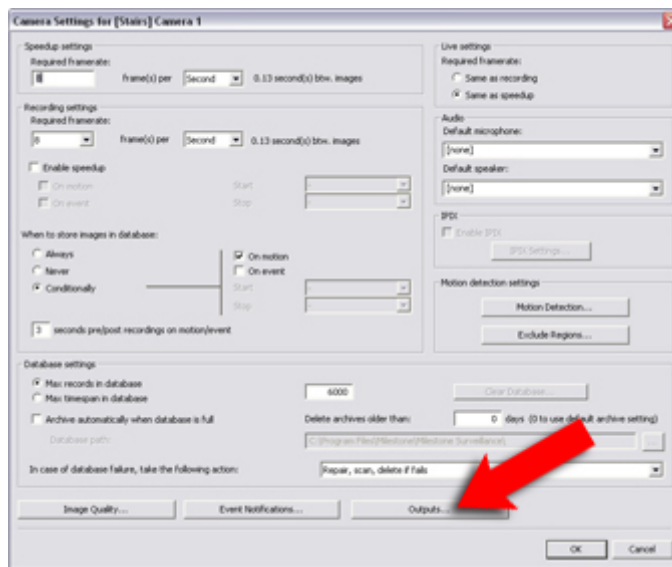 Camera Settings for [Stairs] Camera 1
Speedup settings
Required framerate:
8 frame(s) per Second 0.13 second(s) btw. images
Recording settings
Required framerate:
8 frame(s) per Second 0.13 second(s) btw. images
Enable speedup
On motion Start -
On event Stop -
When to store images in database:
Always
Never
Conditionally
On motion
On event
Start -
Stop -
3 seconds pre/post recordings on motion/event
Live settings
Required framerate:
Same as recording
Same as speedup
Audio
Default microphone:
[none]
Default speaker:
[none]
IPIX
Enable IPIX
IPIX Settings...
Motion detection settings
Motion Detection...
Exclude Regions...
Database settings
Max records in database 6000 Clear Database...
Max timespan in database
Archive automatically when database is full Delete archives older than: 0 days (0 to use default archive setting)
Database path: C:\Program Files\Milestone\Milestone Surveillance\ ...
In case of database failure, take the following action: Repair, scan, delete if fails
Image Quality... Event Notifications... Outputs...
OK Cancel